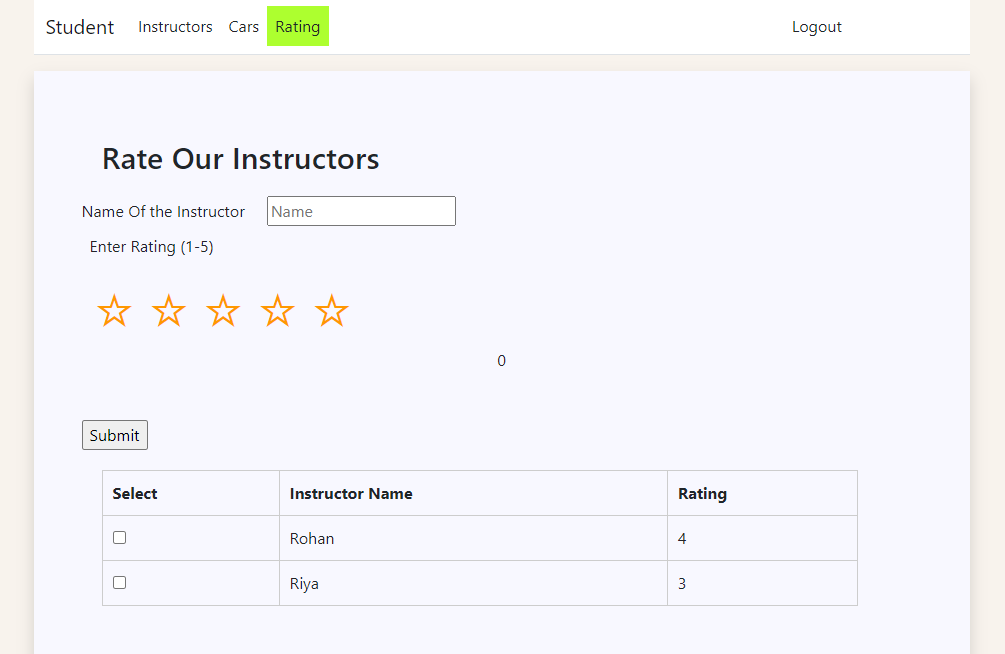 Student Instructors Cars Rating Logout
Rate Our Instructors
Name Of the Instructor Name
Enter Rating (1-5)
0
Submit
Select Instructor Name Rating
Rohan 4
Riya 3